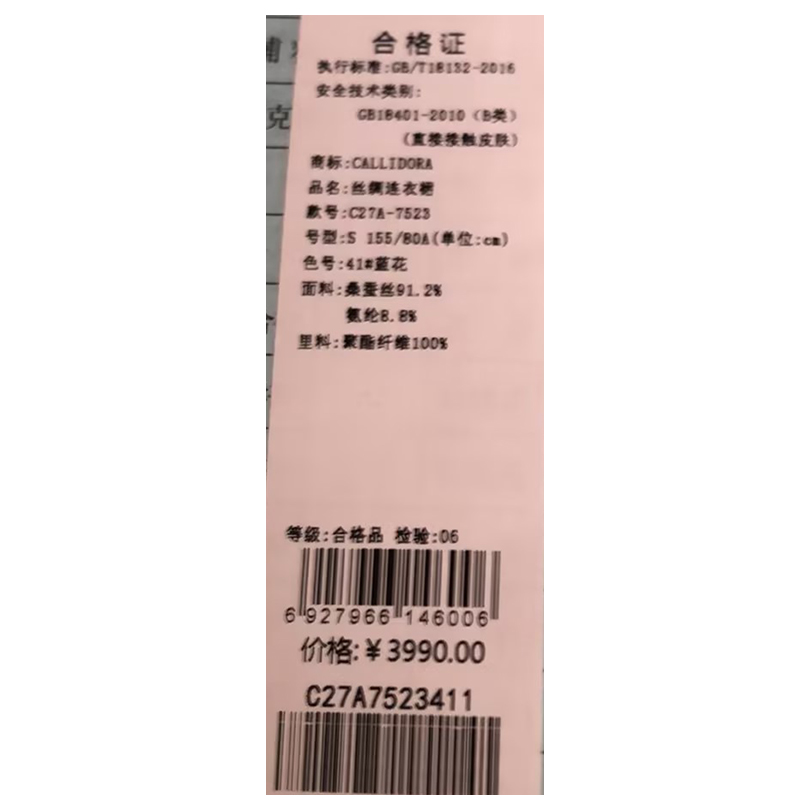 合格证
执行标准:GB/T18132-2016
安全技术类别:
GB18401-2010（B类）
(直接接触皮肤)
商标:CALLIDORA
品名:丝绸连衣裙
款号:C27A-7523
号型:S 155/80A(单位:cm)
色号:41#蓝花
面料:桑蚕丝91.2%
氨纶8.8%
里料:聚酯纤维100%
等级:合格品 检验:06
6 927966 146006
价格:￥3990.00
C27A7523411
克